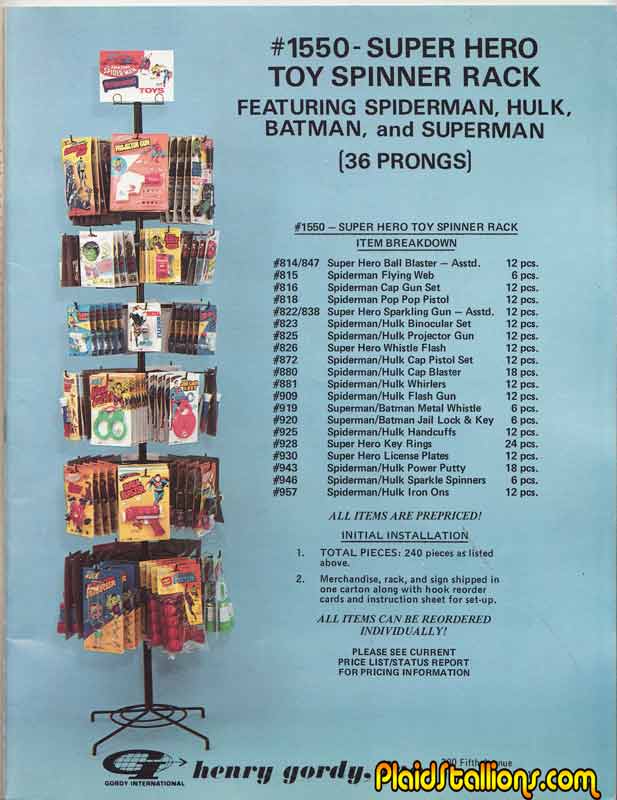 #1550 - SUPER HERO
TOY SPINNER RACK
FEATURING SPIDERMAN, HULK,
BATMAN, and SUPERMAN
(36 PRONGS)
#1550 – SUPER HERO TOY SPINNER RACK
ITEM BREAKDOWN
#814/847 Super Hero Ball Blaster – Asstd. 12 pcs.
#815 Spiderman Flying Web 6 pcs.
#816 Spiderman Cap Gun Set 12 pcs.
#818 Spiderman Pop Pop Pistol 12 pcs.
#822/838 Super Hero Sparkling Gun – Asstd. 12 pcs.
#823 Spiderman/Hulk Binocular Set 12 pcs.
#825 Spiderman/Hulk Projector Gun 12 pcs.
#826 Super Hero Whistle Flash 12 pcs.
#872 Spiderman/Hulk Cap Pistol Set 12 pcs.
#880 Spiderman/Hulk Cap Blaster 18 pcs.
#881 Spiderman/Hulk Whirlers 12 pcs.
#909 Spiderman/Hulk Flash Gun 12 pcs.
#919 Superman/Batman Metal Whistle 6 pcs.
#920 Superman/Batman Jail Lock & Key 6 pcs.
#925 Spiderman/Hulk Handcuffs 12 pcs.
#928 Super Hero Key Rings 24 pcs.
#930 Super Hero License Plates 12 pcs.
#943 Spiderman/Hulk Power Putty 18 pcs.
#946 Spiderman/Hulk Sparkle Spinners 6 pcs.
#957 Spiderman/Hulk Iron Ons 12 pcs.
ALL ITEMS ARE PREPRICED!
INITIAL INSTALLATION
1. TOTAL PIECES: 240 pieces as listed
above.
2. Merchandise, rack, and sign shipped in
one carton along with hook reorder
cards and instruction sheet for set-up.
ALL ITEMS CAN BE REORDERED
INDIVIDUALLY!
PLEASE SEE CURRENT
PRICE LIST/STATUS REPORT
FOR PRICING INFORMATION
SPIDER-MAN
TOYS
PROJECTOR GUN
GORDY INTERNATIONAL
henry gordy,
Fifth Avenue
PlaidStallions.com